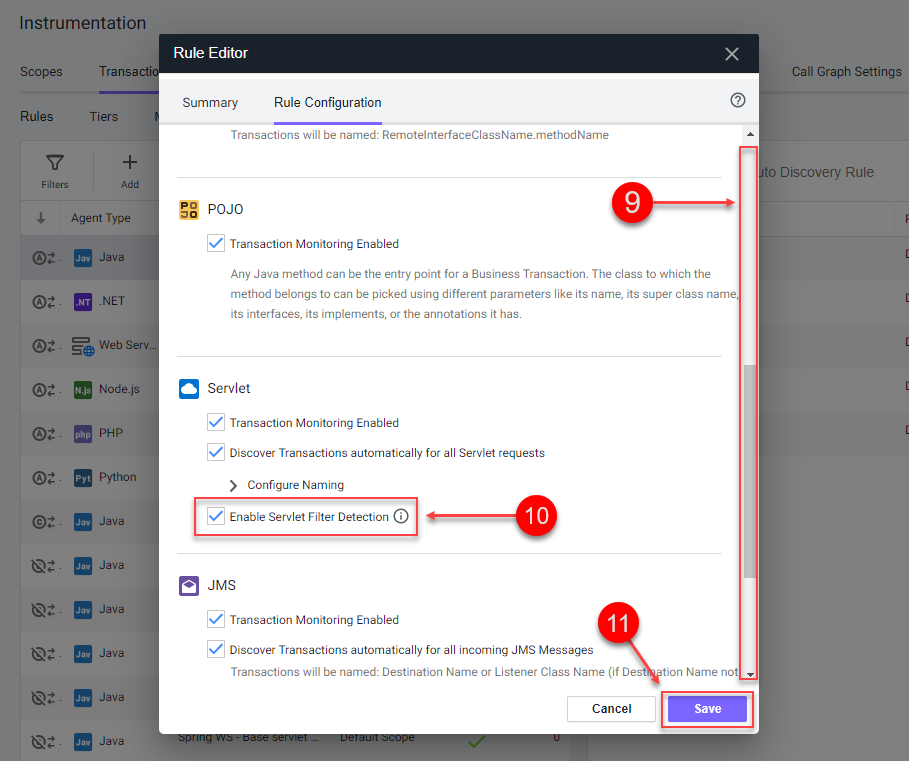 Instrumentation
Rule Editor
Scopes
Transactio
Call Graph Settings
Summary
Rule Configuration
Rules
Tiers
Transactions will be named: RemoteInterfaceClassName.methodName
Filters
Add
uto Discovery Rule
9
POJO
POJO
Agent Type
Transaction Monitoring Enabled
Jav Java
Any Java method can be the entry point for a Business Transaction. The class to which the
method belongs to can be picked using different parameters like its name, its super class name,
its interfaces, its implements, or the annotations it has.
.NT .NET
Web Serv...
Servlet
N.js Node.js
Transaction Monitoring Enabled
php PHP
Discover Transactions automatically for all Servlet requests
Pyt Python
Configure Naming
Enable Servlet Filter Detection
10
Jav Java
Jav Java
JMS
Jav Java
Transaction Monitoring Enabled
11
Jav Java
Discover Transactions automatically for all incoming JMS Messages
Transactions will be named: Destination Name or Listener Class Name (if Destination Name not
Jav Java
Cancel
Save
Jav Java
Spring WS - Base servlet ...
Default Scope
0